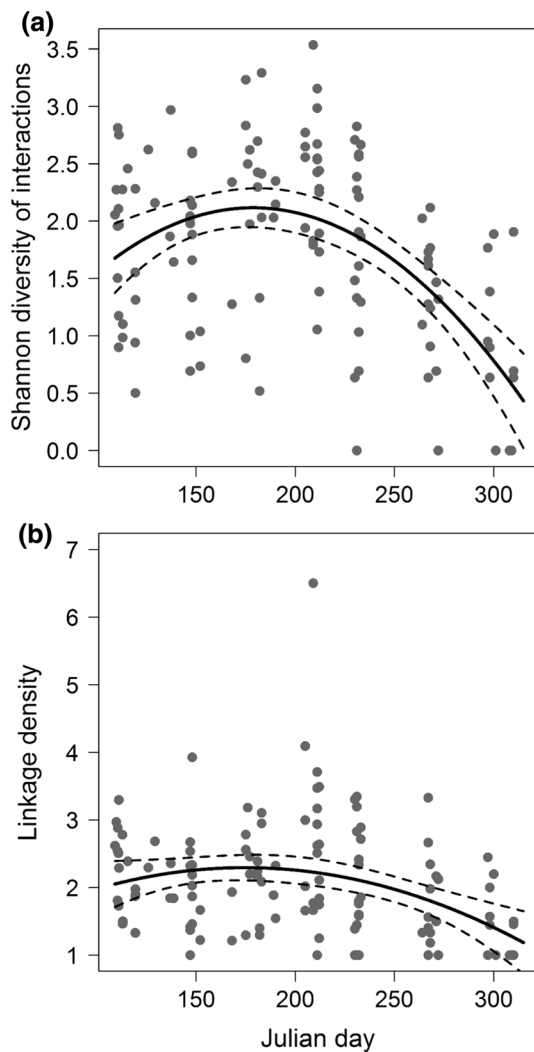 (a)
Shannon diversity of interactions
3.5
3.0
2.5
2.0
1.5
1.0
0.5
0.0
150 200 250 300
(b)
Linkage density
7
6
5
4
3
2
1
150 200 250 300
Julian day